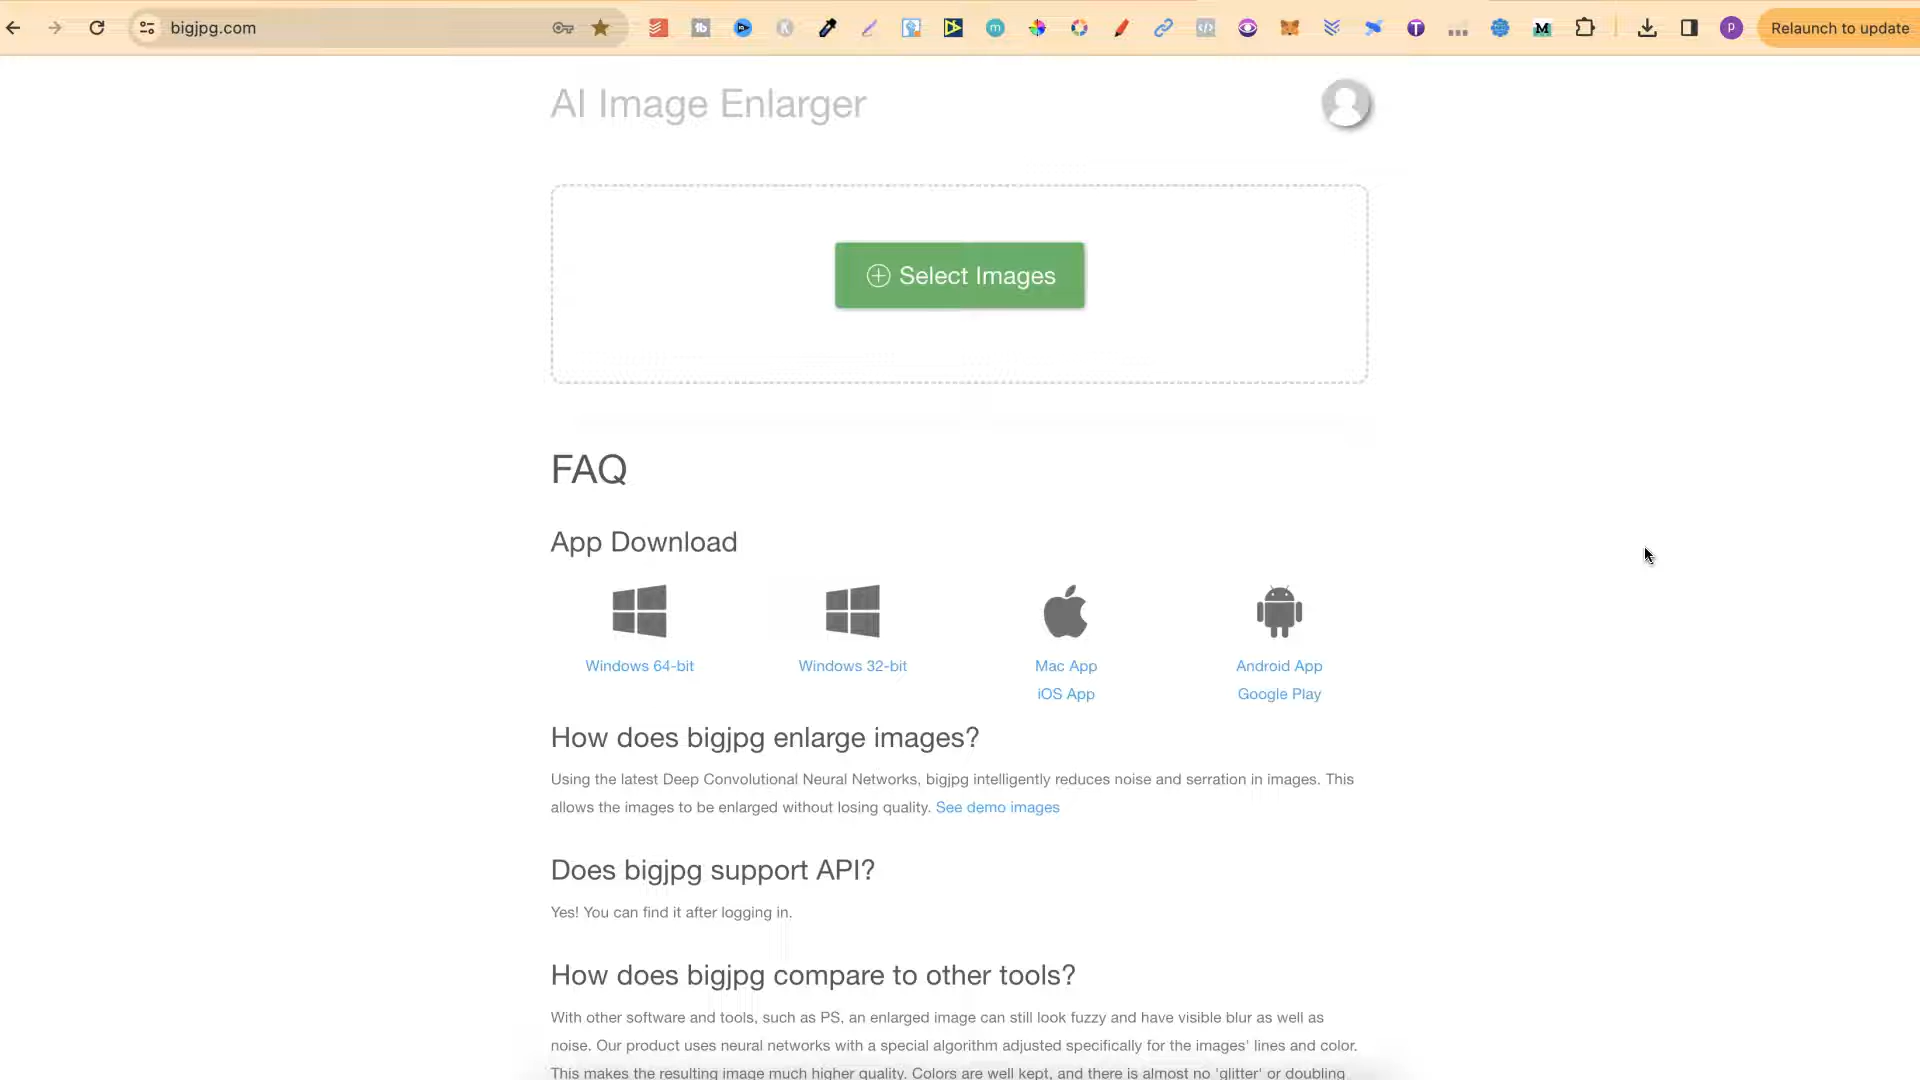 bigjpg.com
Relaunch to update
AI Image Enlarger
Select Images
FAQ
App Download
Windows 64-bit
Windows 32-bit
Mac App
Android App
iOS App
Google Play
How does bigjpg enlarge images?
Using the latest Deep Convolutional Neural Networks, bigjpg intelligently reduces noise and serration in images. This
allows the images to be enlarged without losing quality. See demo images
Does bigjpg support API?
Yes! You can find it after logging in.
How does bigjpg compare to other tools?
With other software and tools, such as PS, an enlarged image can still look fuzzy and have visible blur as well as
noise. Our product uses neural networks with a special algorithm adjusted specifically for the images' lines and color.
This makes the resulting image much higher quality. Colors are well kept, and there is almost no 'glitter' or doubling